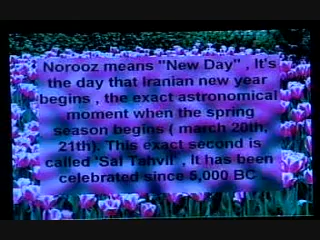 Norooz means "New Day" , It's
the day that Iranian new year
begins , the exact astronomical
moment when the spring
season begins ( march 20th,
21th). This exact second is
called 'Sal Tahvil' , It has been
celebrated since 5,000 BC .